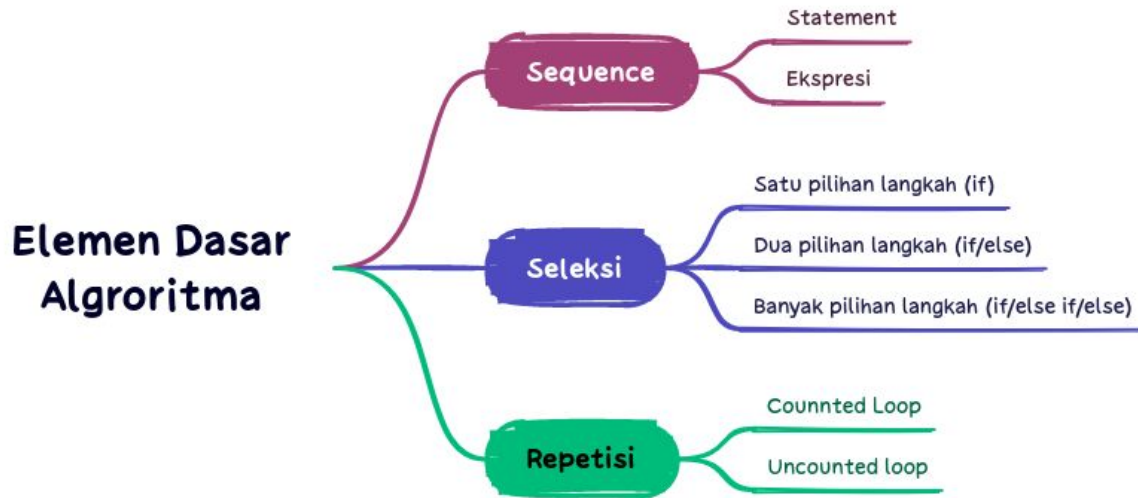 Elemen Dasar
Algroritma
Sequence
Statement
Ekspresi
Seleksi
Satu pilihan langkah (if)
Dua pilihan langkah (if/else)
Banyak pilihan langkah (if/else if/else)
Repetisi
Counnted Loop
Uncounted loop